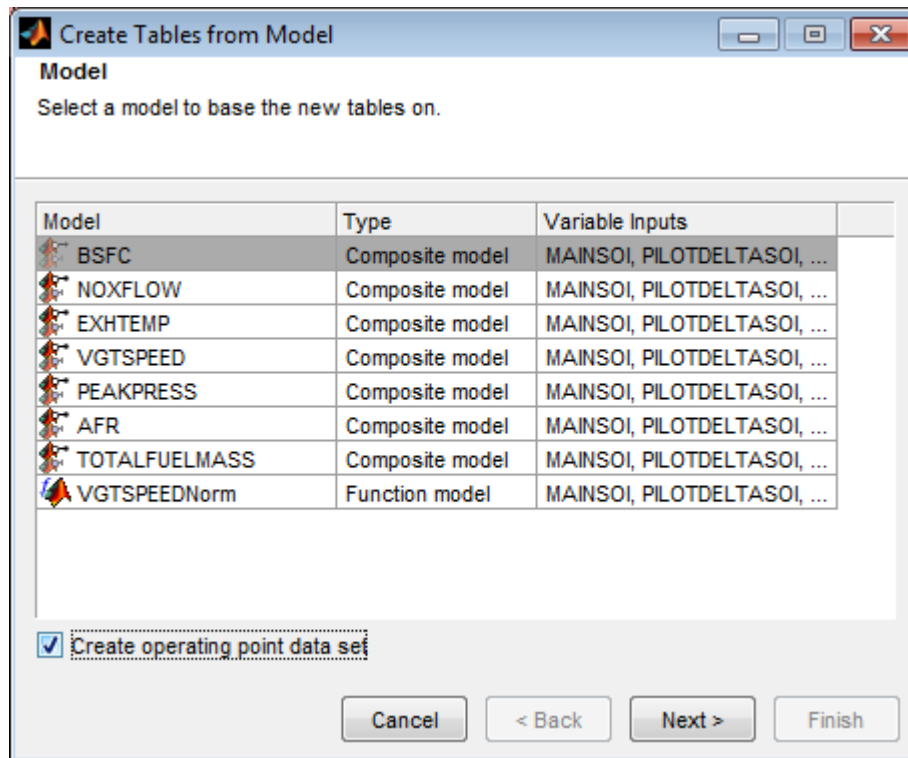 Create Tables from Model
Model
Select a model to base the new tables on.
Model Type Variable Inputs
BSFC Composite model MAINSOI, PILOTDELTASOI, ...
NOXFLOW Composite model MAINSOI, PILOTDELTASOI, ...
EXHTEMP Composite model MAINSOI, PILOTDELTASOI, ...
VGTSPEED Composite model MAINSOI, PILOTDELTASOI, ...
PEAKPRESS Composite model MAINSOI, PILOTDELTASOI, ...
AFR Composite model MAINSOI, PILOTDELTASOI, ...
TOTALFUELMASS Composite model MAINSOI, PILOTDELTASOI, ...
VGTSPEEDNorm Function model MAINSOI, PILOTDELTASOI, ...
Create operating point data set
Cancel < Back Next > Finish